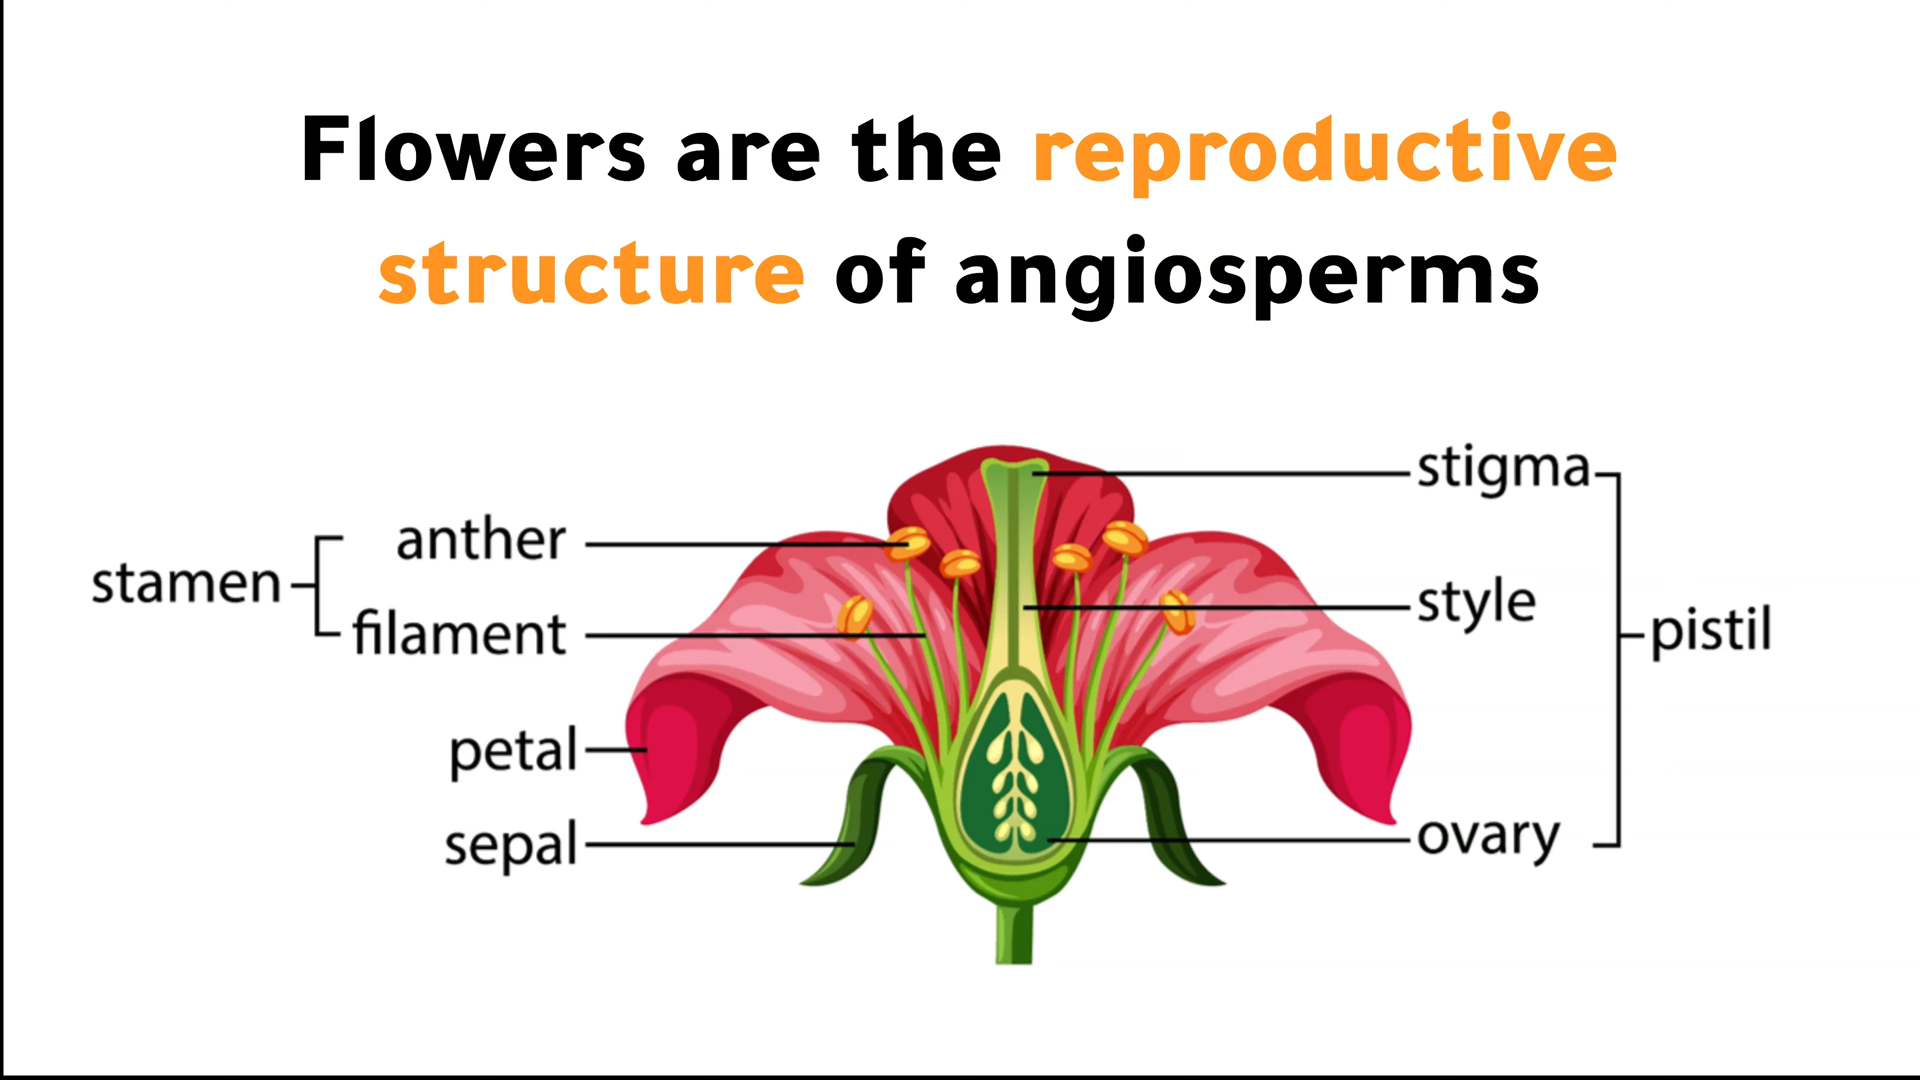 Flowers are the reproductive
structure of angiosperms
stamen
anther
filament
petal
sepal
stigma
style
ovary
pistil